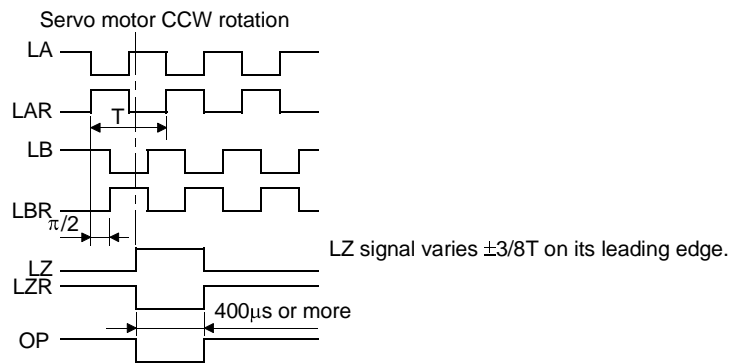 Servo motor CCW rotation
LA
LAR
T
LB
LBR
π/2
LZ signal varies ±3/8T on its leading edge.
LZ
LZR
400μs or more
OP